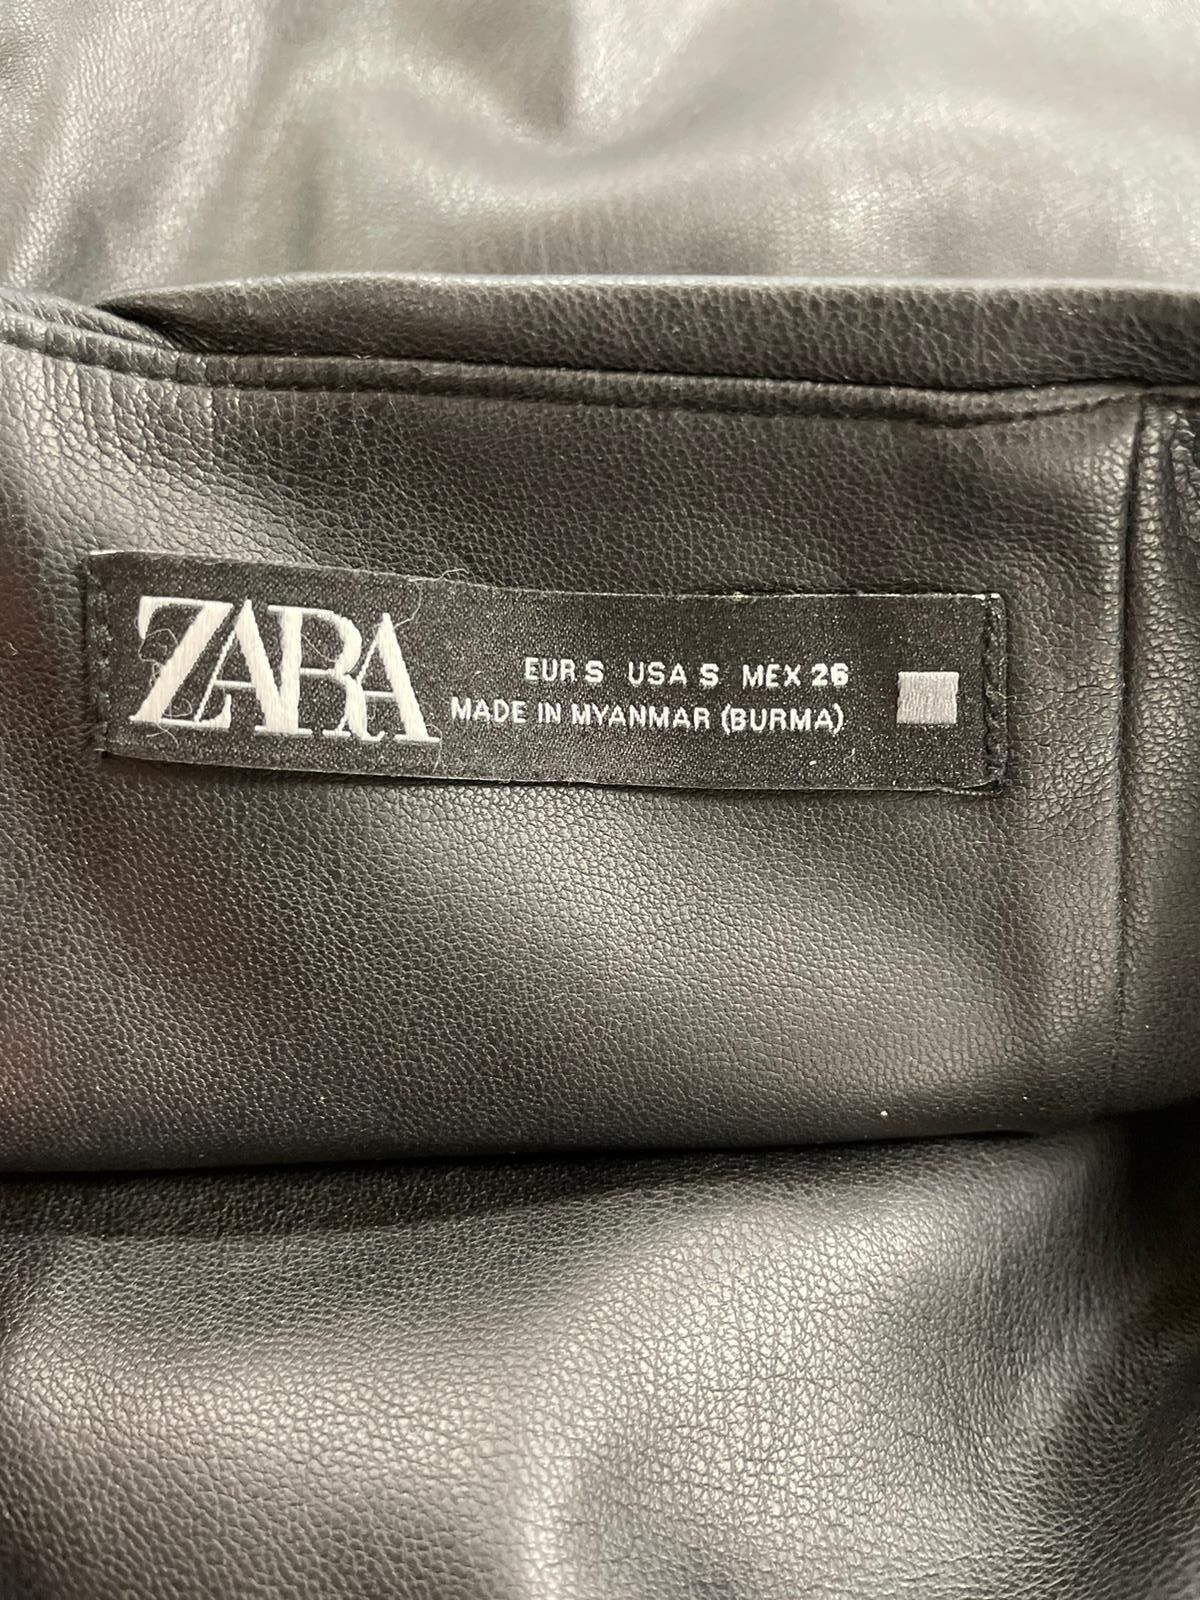 ZARA
EUR S USA S MEX 26
MADE IN MYANMAR (BURMA)